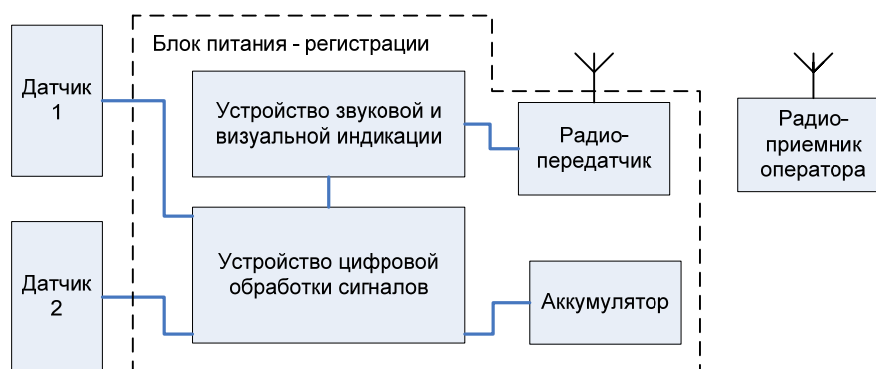 Блок питания - регистрации
Датчик
1
Устройство звуковой и
визуальной индикации
Радио-
передатчик
Радио-
приемник
оператора
Датчик
2
Устройство цифровой
обработки сигналов
Аккумулятор